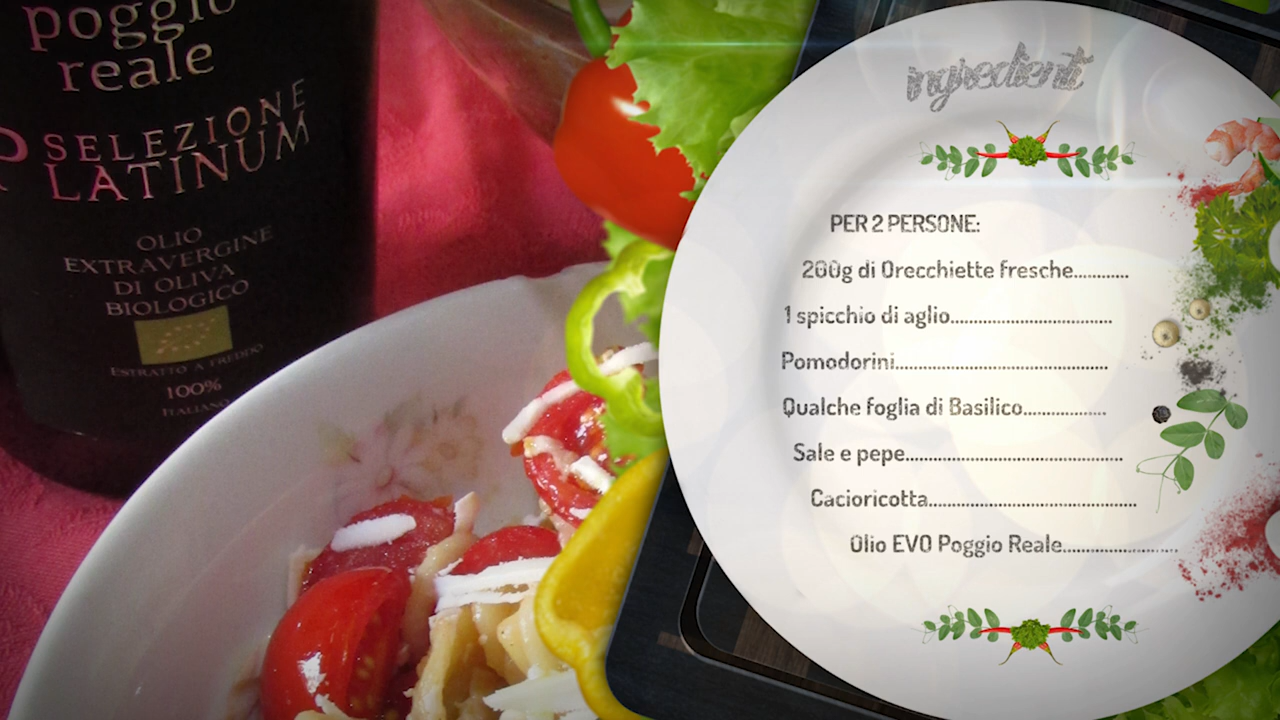 poggio
reale
SELEZIONE
LATINUM
OLIO
EXTRAVERGINE
DI OLIVA
BIOLOGICO
ESTRATTO A FREDDO
100%
ITALIANO
ingredienti
PER 2 PERSONE:
200g di Orecchiette fresche............
1 spicchio di aglio....................................
Pomodorini...............................................
Qualche foglia di Basilico..................
Sale e pepe................................................
Cacioricotta..............................................
Olio EVO Poggio Reale..........................